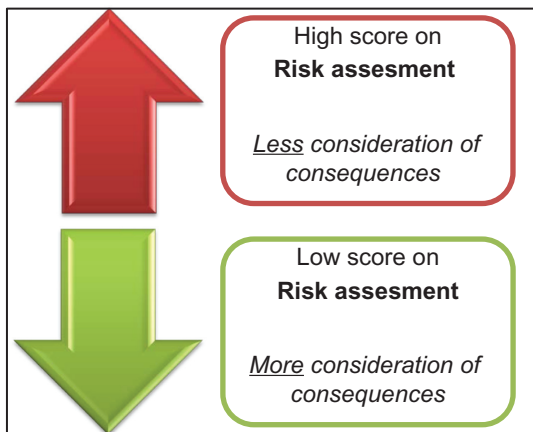 High score on
Risk assesment
Less consideration of
consequences
Low score on
Risk assesment
More consideration of
consequences